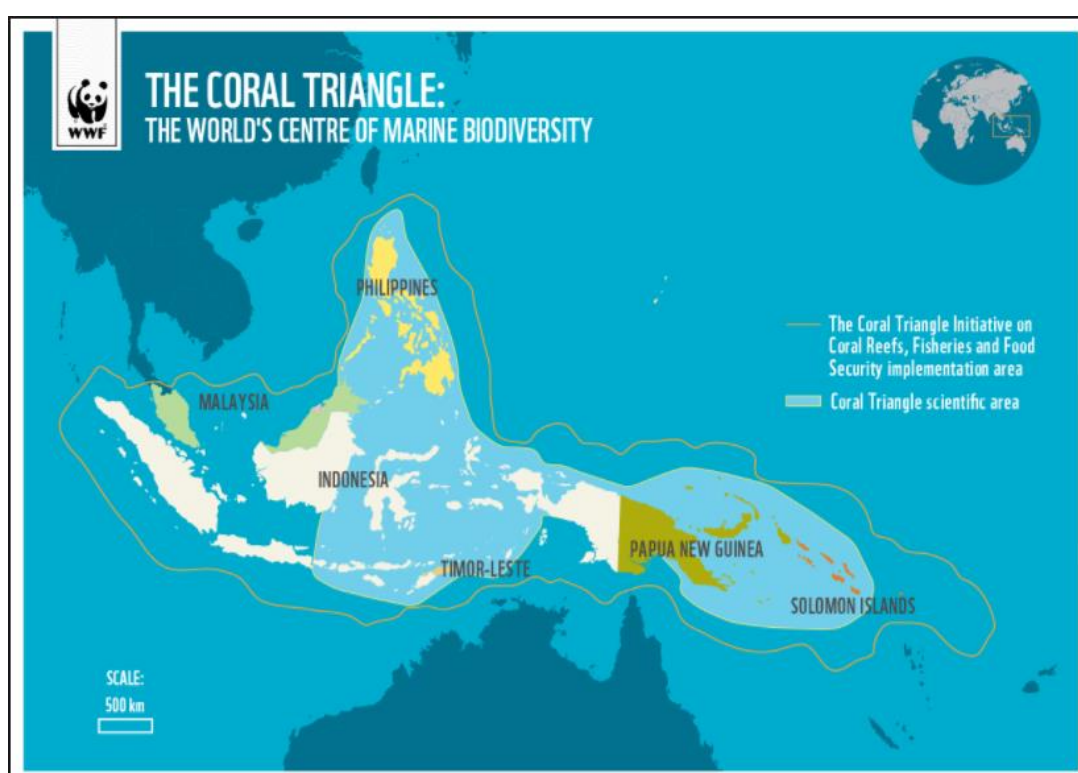 WWF
THE CORAL TRIANGLE:
THE WORLD'S CENTRE OF MARINE BIODIVERSITY
PHILIPPINES
The Coral Triangle Initiative on
Coral Reefs, Fisheries and Food
Security implementation area
MALAYSIA
Coral Triangle scientific area
INDONESIA
PAPUA NEW GUINEA
TIMOR-LESTE
SOLOMON ISLANDS
SCALE:
500 km